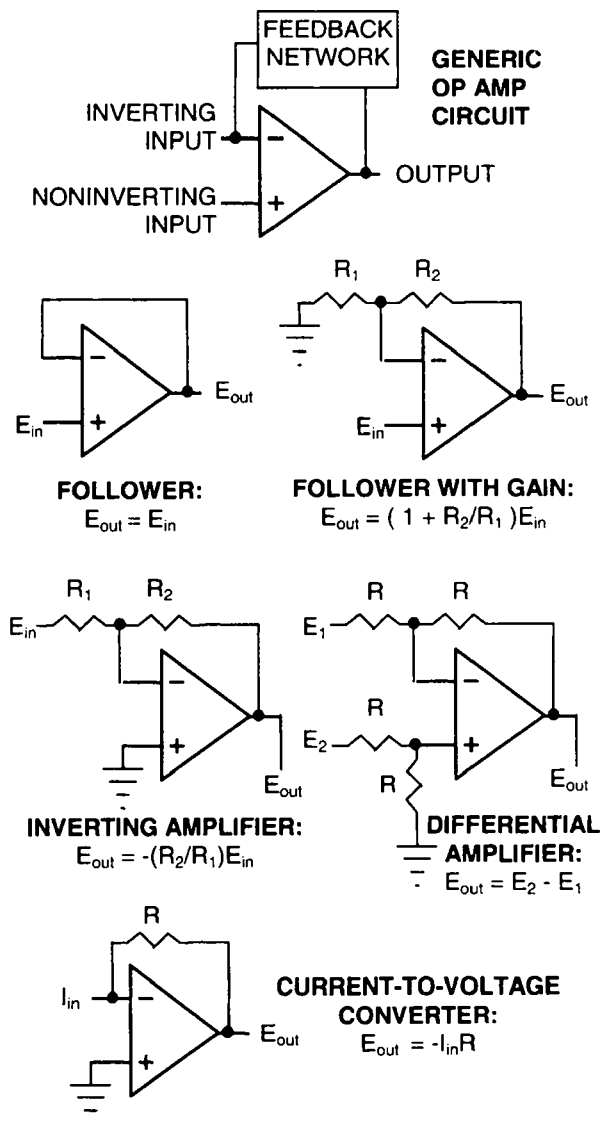 FEEDBACK
NETWORK
GENERIC
OP AMP
CIRCUIT
INVERTING
INPUT
−
OUTPUT
NONINVERTING
INPUT
+
R₁ R₂
−
Eout
Ein
+
−
Eout
Ein
+
FOLLOWER:
Eout = Ein
FOLLOWER WITH GAIN:
Eout = ( 1 + R₂/R₁ )Ein
R₁ R₂
Ein
−
+
Eout
INVERTING AMPLIFIER:
Eout = -(R₂/R₁)Ein
R R
E₁
−
R
E₂
+
R
Eout
DIFFERENTIAL
AMPLIFIER:
Eout = E₂ - E₁
R
Iin
−
+
Eout
CURRENT-TO-VOLTAGE
CONVERTER:
Eout = -IinR